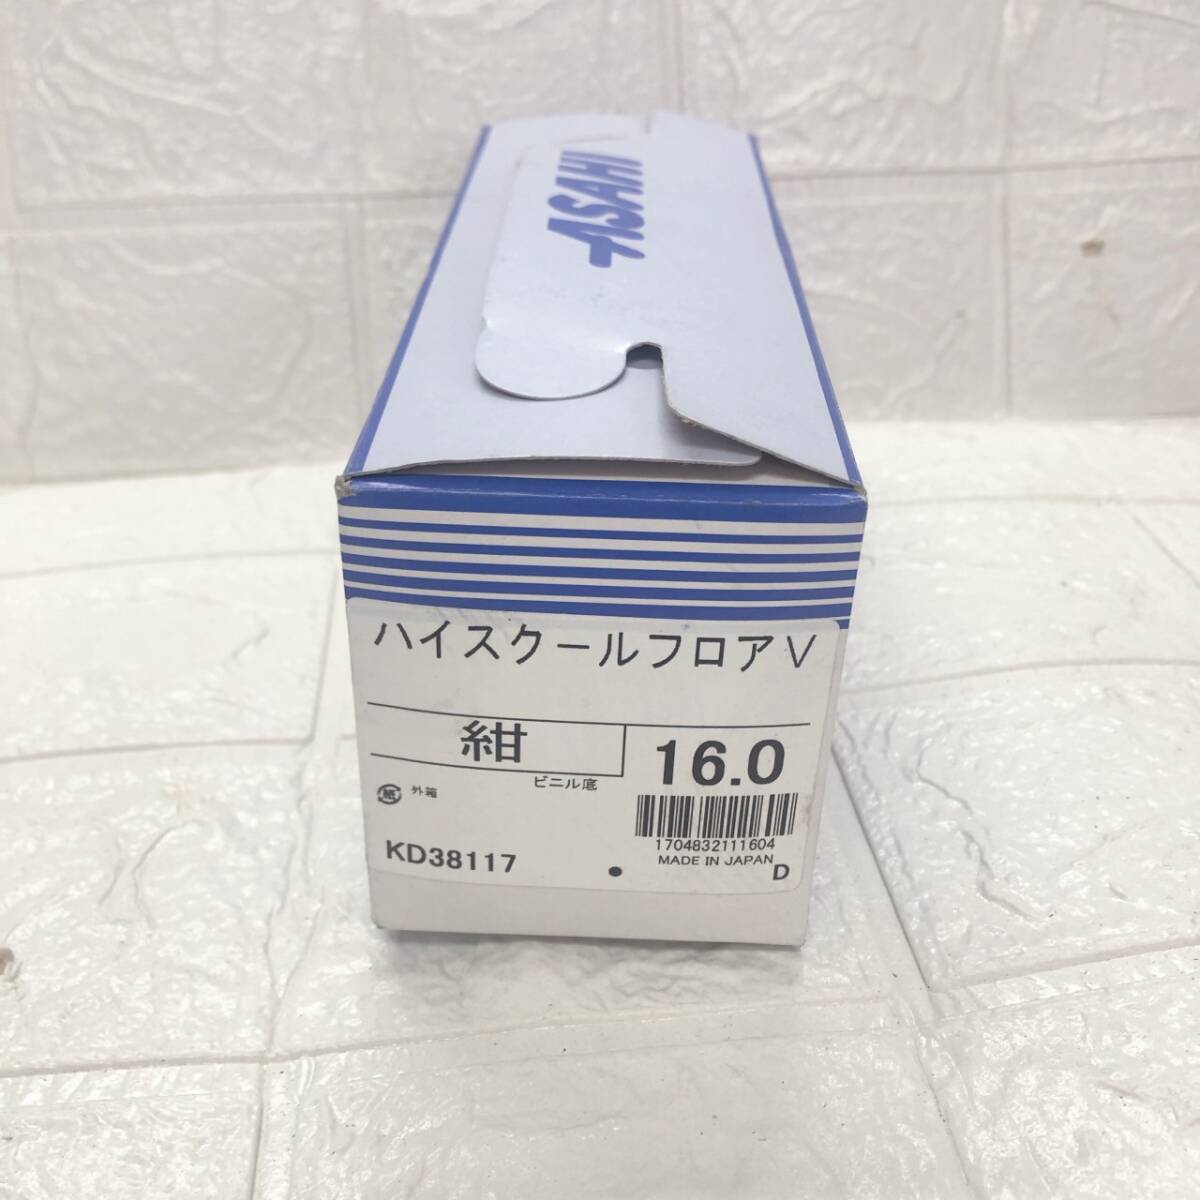 ASAHI
ハイスクールフロアV
紺
16.0
ビニル底
紙 外箱
1704832111604
MADE IN JAPAN
KD38117
D